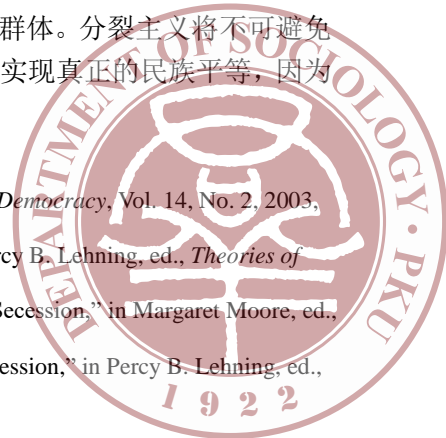 群体。分裂主义将不可避免
实现真正的民族平等，因为
Democracy, Vol. 14, No. 2, 2003,
rcy B. Lehning, ed., Theories of
Secession,” in Margaret Moore, ed.,
ession,” in Percy B. Lehning, ed.,
DEPARTMENT OF SOCIOLOGY · PKU
1922